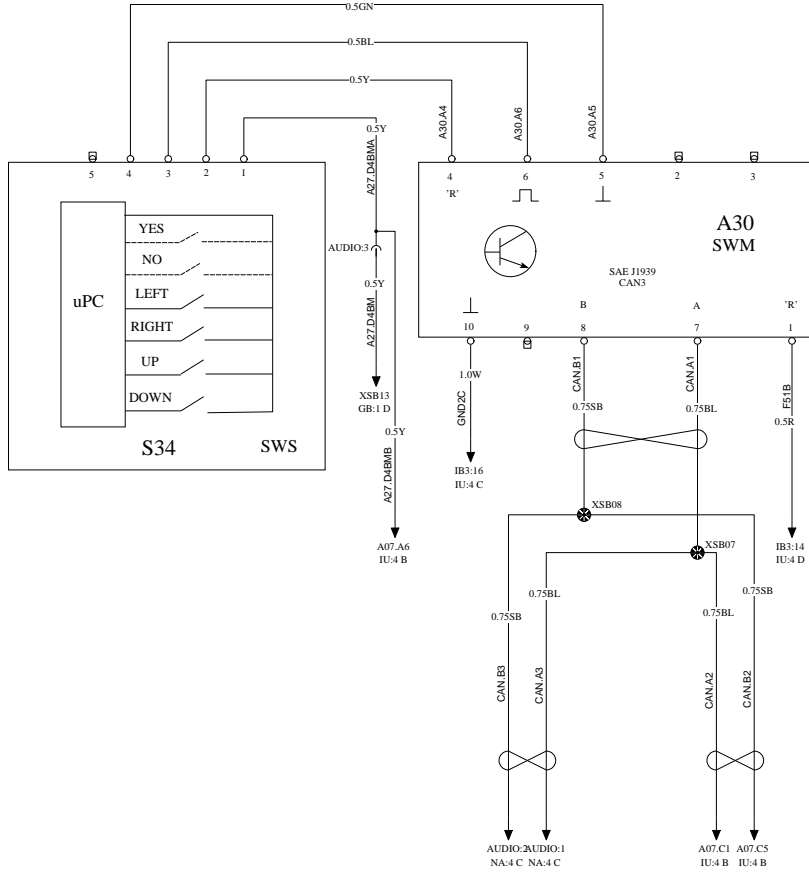 0.5GN
0.5BL
0.5Y
0.5Y
A27.D4BMA
A30.A4
A30.A6
A30.A5
5 4 3 2 1
4 6 5 2 3
'R'
YES
NO
LEFT
RIGHT
UP
DOWN
uPC
S34 SWS
AUDIO:3
0.5Y
A27.D4BM
XSB13
GB:1 D
0.5Y
A27.D4BMB
A07.A6
IU:4 B
A30
SWM
SAE J1939
CAN3
B A 'R'
10 9 8 7 1
1.0W
GND2C
IB3:16
IU:4 C
CAN.B1
0.75SB
CAN.A1
0.75BL
F51B
0.5R
IB3:14
IU:4 D
XSB08
XSB07
0.75SB
0.75BL
0.75BL
0.75SB
CAN.B3
CAN.A3
CAN.A2
CAN.B2
AUDIO:2 AUDIO:1
NA:4 C NA:4 C
A07.C1 A07.C5
IU:4 B IU:4 B